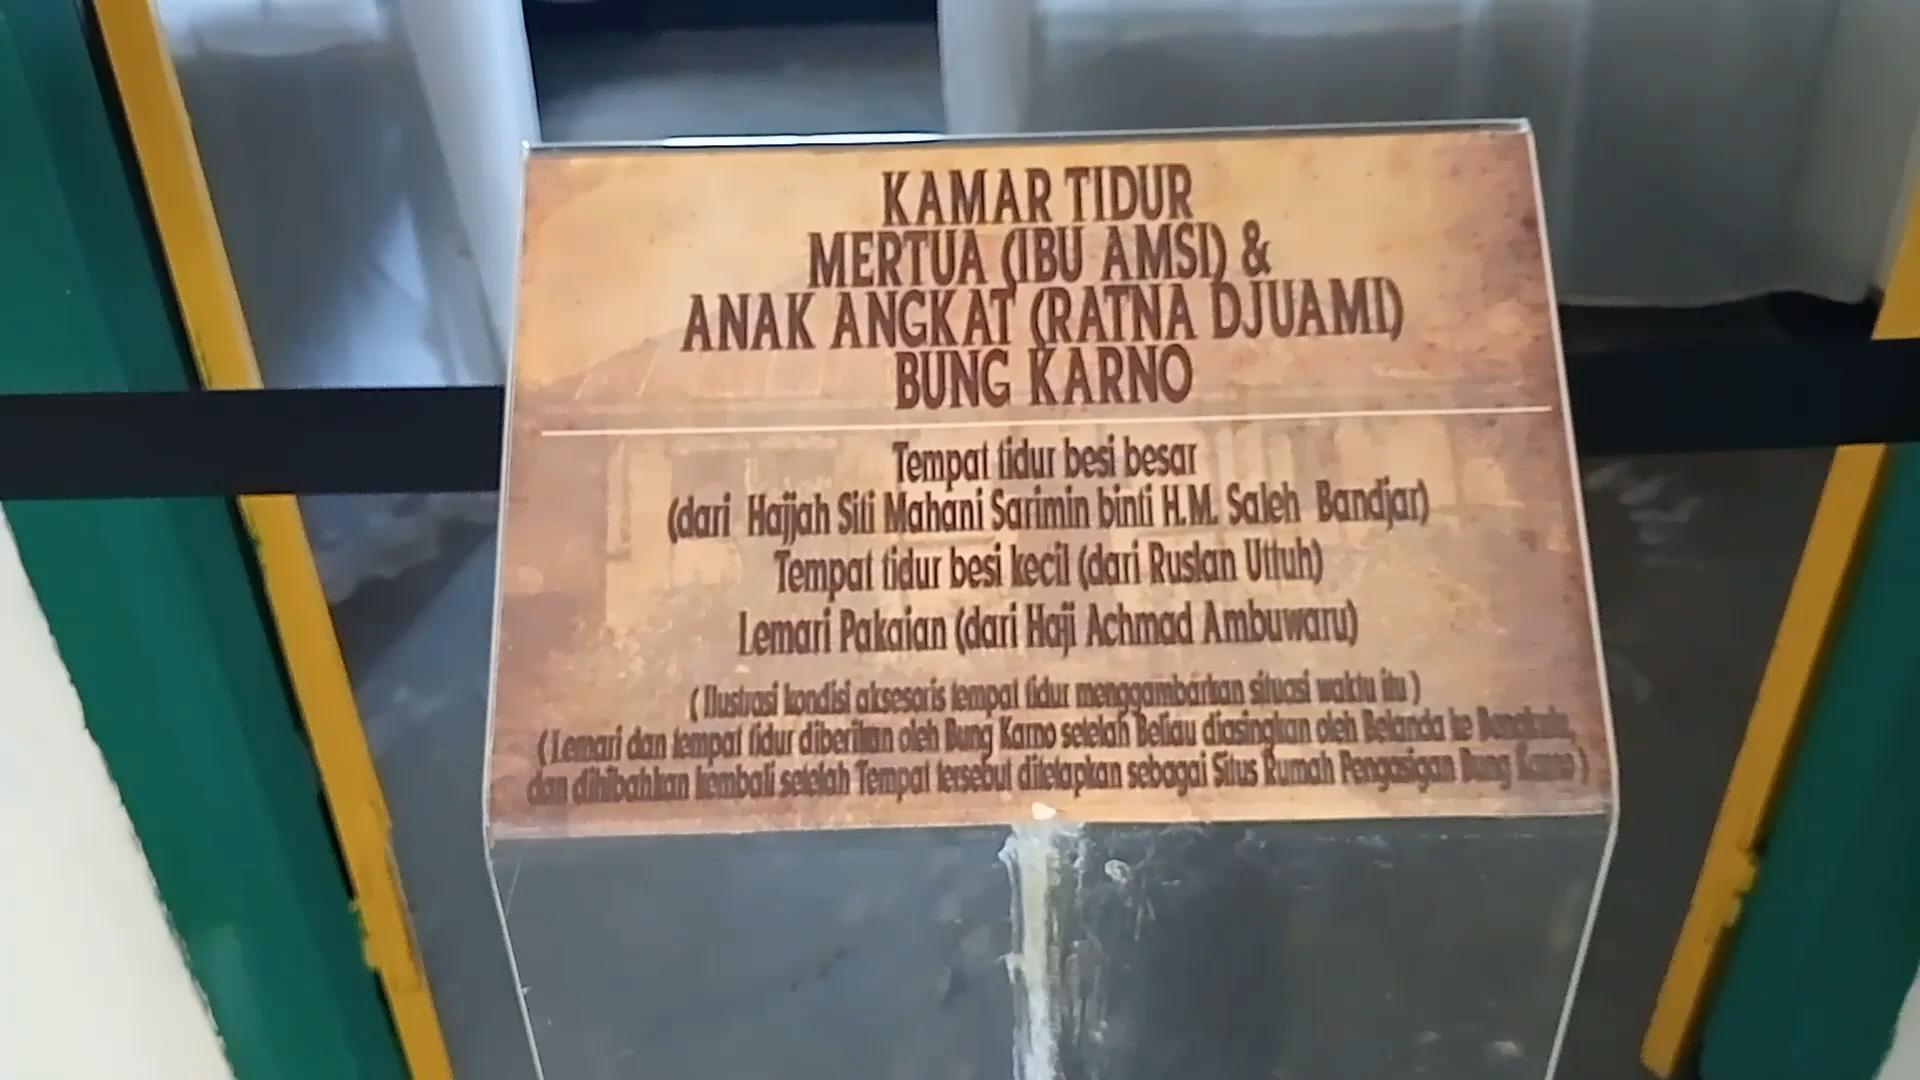 KAMAR TIDUR
MERTUA (IBU AMSI) &
ANAK ANGKAT (RATNA DJUAMI)
BUNG KARNO
Tempat tidur besi besar
(dari Hajjah Siti Mahani Sarimin binti H.M. Saleh Bandjar)
Tempat tidur besi kecil (dari Ruslan Uttuh)
Lemari Pakaian (dari Haji Achmad Ambuwaru)
( Ilustrasi kondisi aksesoris tempat tidur menggambarkan situasi waktu itu )
( Lemari dan tempat tidur diberikan oleh Bung Karno setelah Beliau diasingkan oleh Belanda ke Bengkulu,
dan dihibahkan kembali setelah Tempat tersebut ditetapkan sebagai Situs Rumah Pengasigan Bung Karno )